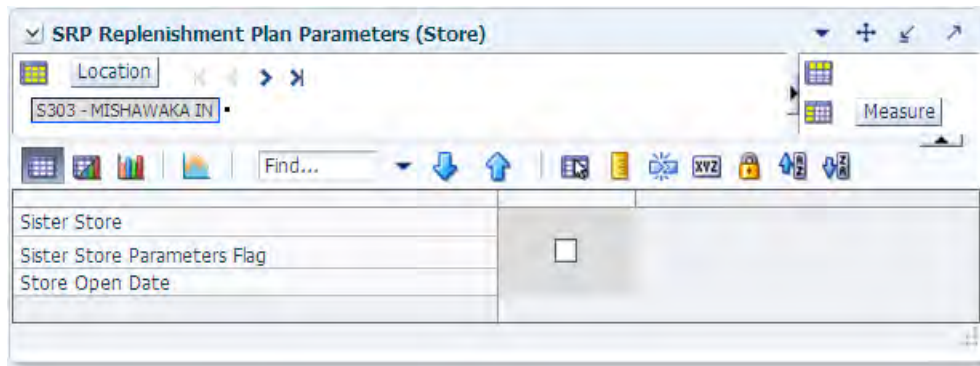 SRP Replenishment Plan Parameters (Store)
Location
S303 - MISHAWAKA IN
Measure
Find...
XYZ
A Z
Z A
Sister Store
Sister Store Parameters Flag
Store Open Date